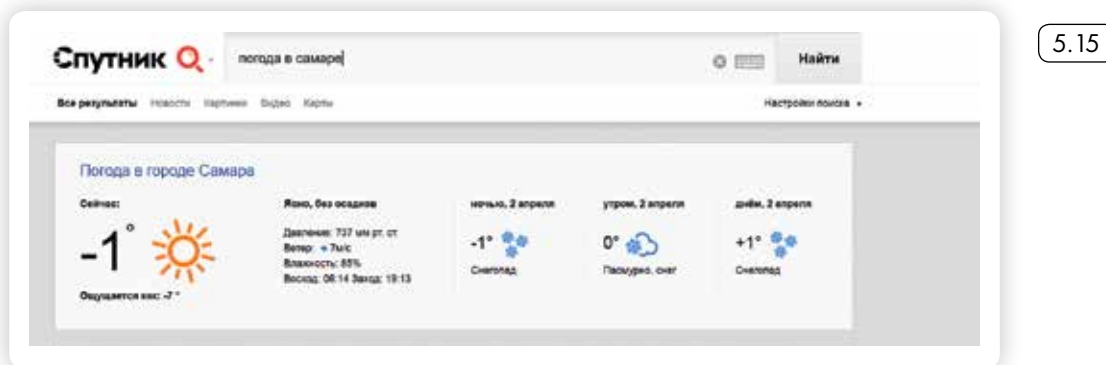 5.15
Спутник
погода в самаре
Найти
Все результаты Новости Картинки Видео Карты
Настройки поиска
Погода в городе Самара
Сейчас:
-1°
Ощущается как: -7 °
Ясно, без осадков
Давление: 737 мм рт. ст.
Ветер: 7м/с
Влажность: 85%
Восход: 06:14 Заход: 19:13
ночью, 2 апреля
-1°
Снегопад
утром, 2 апреля
0°
Пасмурно, снег
днём, 2 апреля
+1°
Снегопад